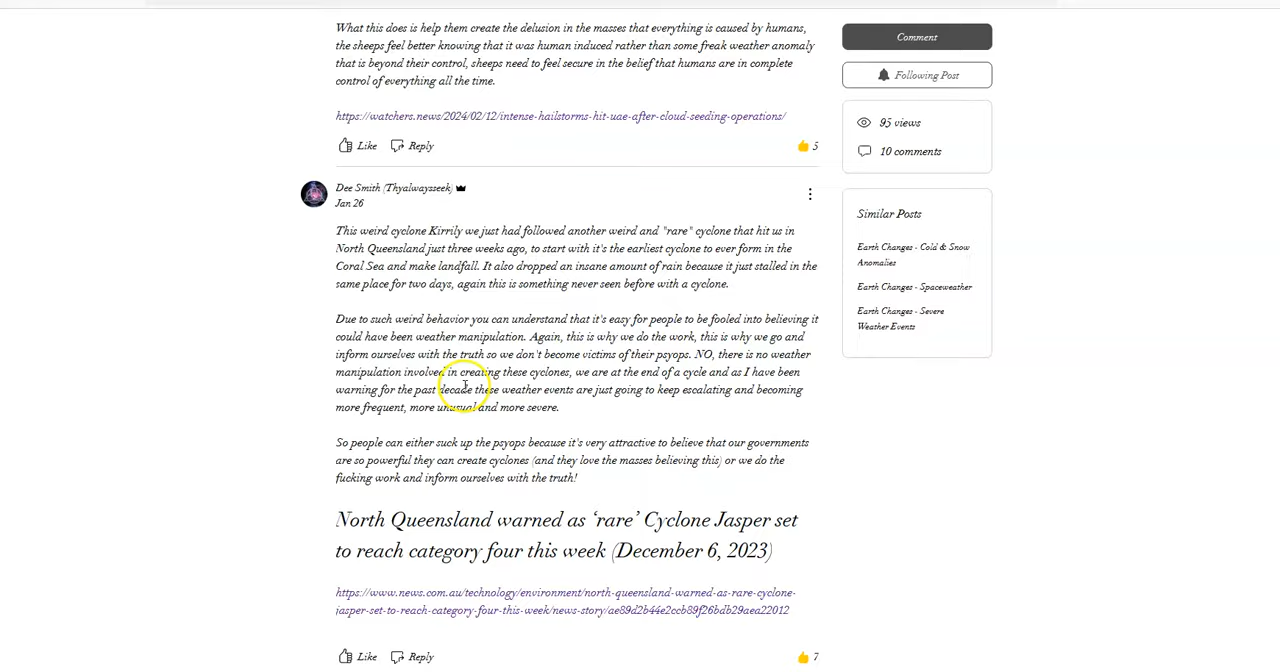 What this does is help them create the delusion in the masses that everything is caused by humans,
the sheeps feel better knowing that it was human induced rather than some freak weather anomaly
that is beyond their control, sheeps need to feel secure in the belief that humans are in complete
control of everything all the time.
https://watchers.news/2024/02/12/intense-hailstorms-hit-uae-after-cloud-seeding-operations/
Like Reply 5
Dee Smith (Thyalwaysseek)
Jan 26
This weird cyclone Kirrily we just had followed another weird and "rare" cyclone that hit us in
North Queensland just three weeks ago, to start with it's the earliest cyclone to ever form in the
Coral Sea and make landfall. It also dropped an insane amount of rain because it just stalled in the
same place for two days, again this is something never seen before with a cyclone.
Due to such weird behavior you can understand that it's easy for people to be fooled into believing it
could have been weather manipulation. Again, this is why we do the work, this is why we go and
inform ourselves with the truth so we don't become victims of their psyops. NO, there is no weather
manipulation involved in creating these cyclones, we are at the end of a cycle and as I have been
warning for the past decade these weather events are just going to keep escalating and becoming
more frequent, more unusual and more severe.
So people can either suck up the psyops because it's very attractive to believe that our governments
are so powerful they can create cyclones (and they love the masses believing this) or we do the
fucking work and inform ourselves with the truth!
North Queensland warned as ‘rare’ Cyclone Jasper set
to reach category four this week (December 6, 2023)
https://www.news.com.au/technology/environment/north-queensland-warned-as-rare-cyclone-
jasper-set-to-reach-category-four-this-week/news-story/ae89d2b44e2ccb89f26bdb29aea22012
Like Reply 7
Comment
Following Post
95 views
10 comments
Similar Posts
Earth Changes - Cold & Snow
Anomalies
Earth Changes - Spaceweather
Earth Changes - Severe
Weather Events